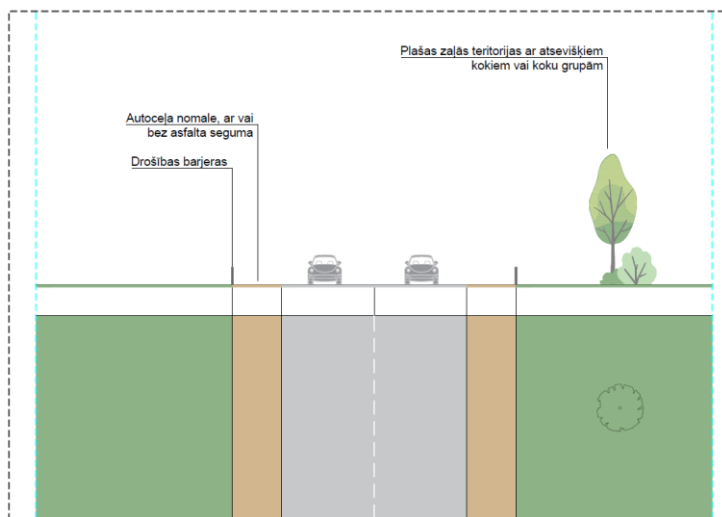 Plašas zaļās teritorijas ar atsevišķiem
kokiem vai koku grupām
Autoceļa nomale, ar vai
bez asfalta seguma
Drošības barjeras